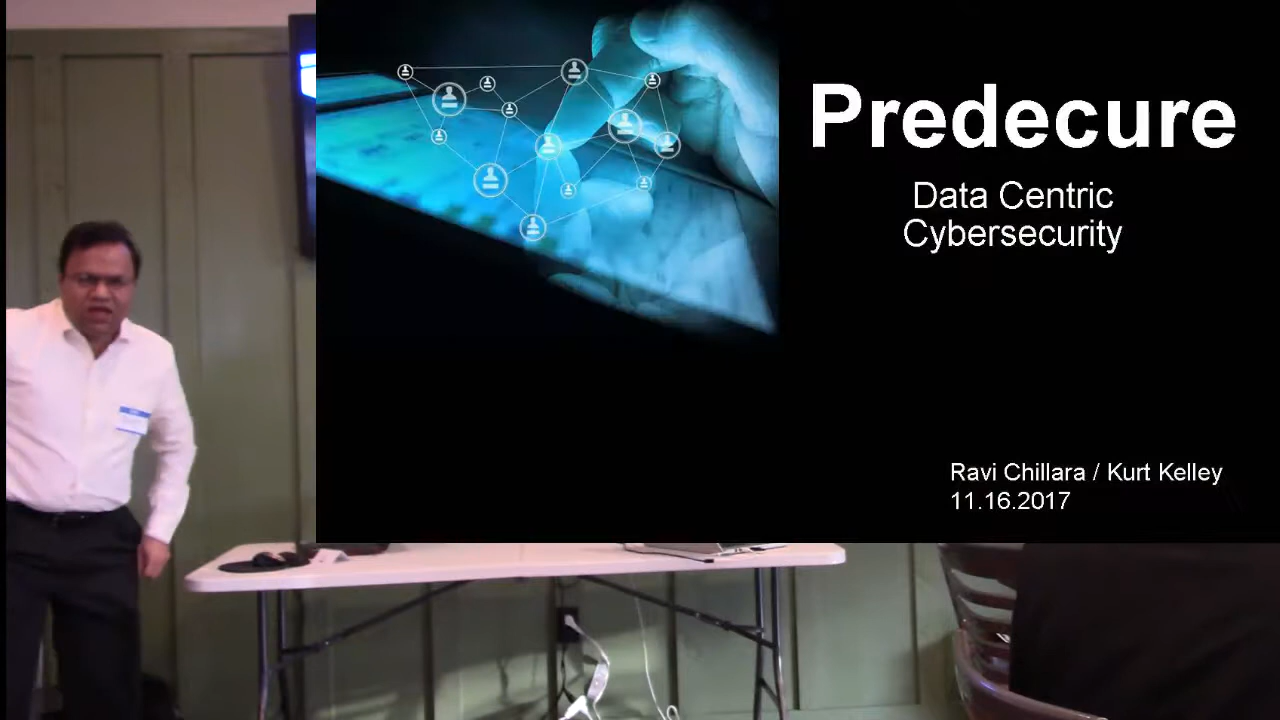 Predecure
Data Centric
Cybersecurity
Ravi Chillara / Kurt Kelley
11.16.2017